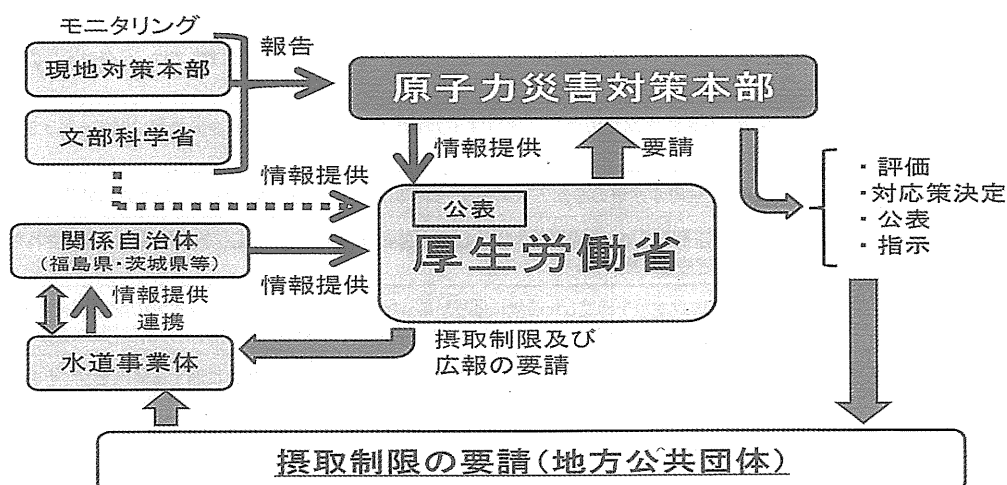 モニタリング
現地対策本部
文部科学省
報告
原子力災害対策本部
情報提供
要請
・評価
・対応策決定
・公表
・指示
情報提供
公表
厚生労働省
関係自治体
(福島県・茨城県等)
情報提供
情報提供
連携
水道事業体
摂取制限及び
広報の要請
摂取制限の要請(地方公共団体)